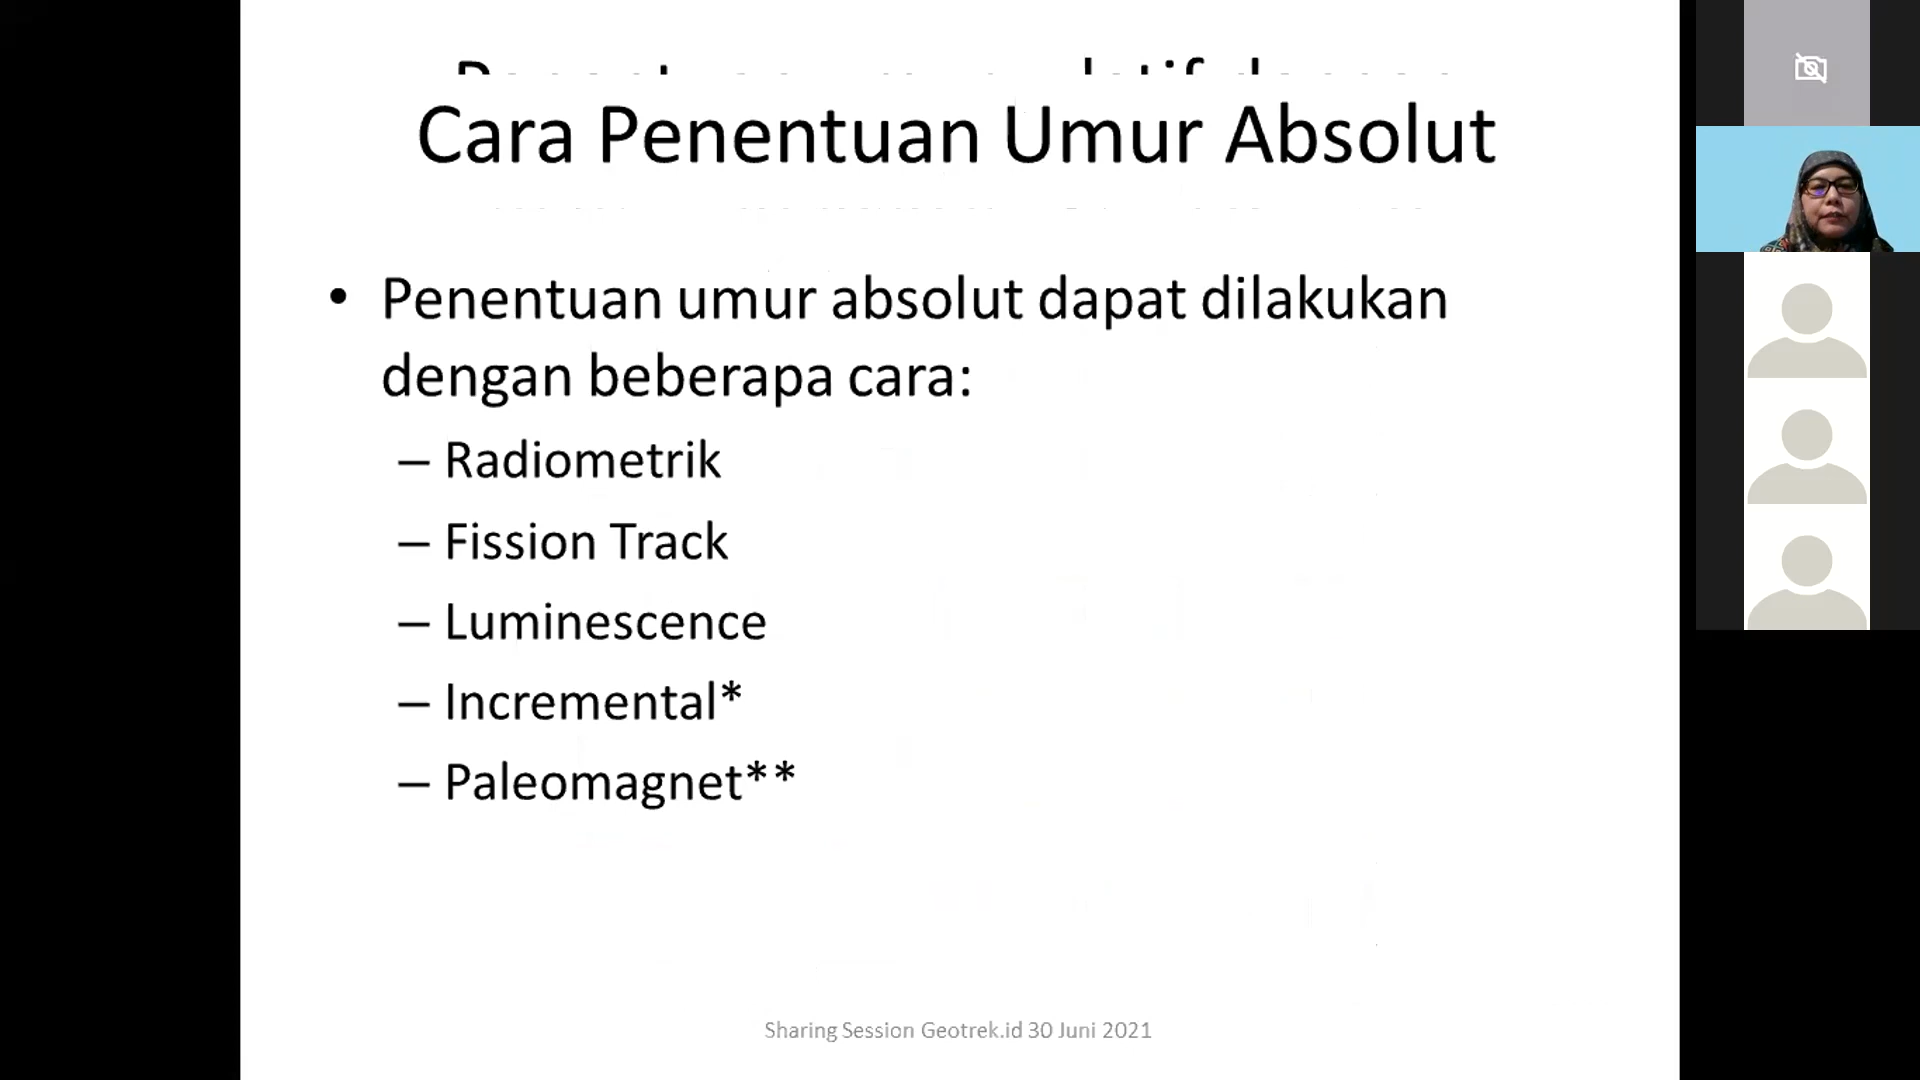 Cara Penentuan Umur Absolut
• Penentuan umur absolut dapat dilakukan
dengan beberapa cara:
– Radiometrik
– Fission Track
– Luminescence
– Incremental*
– Paleomagnet**
Sharing Session Geotrek.id 30 Juni 2021